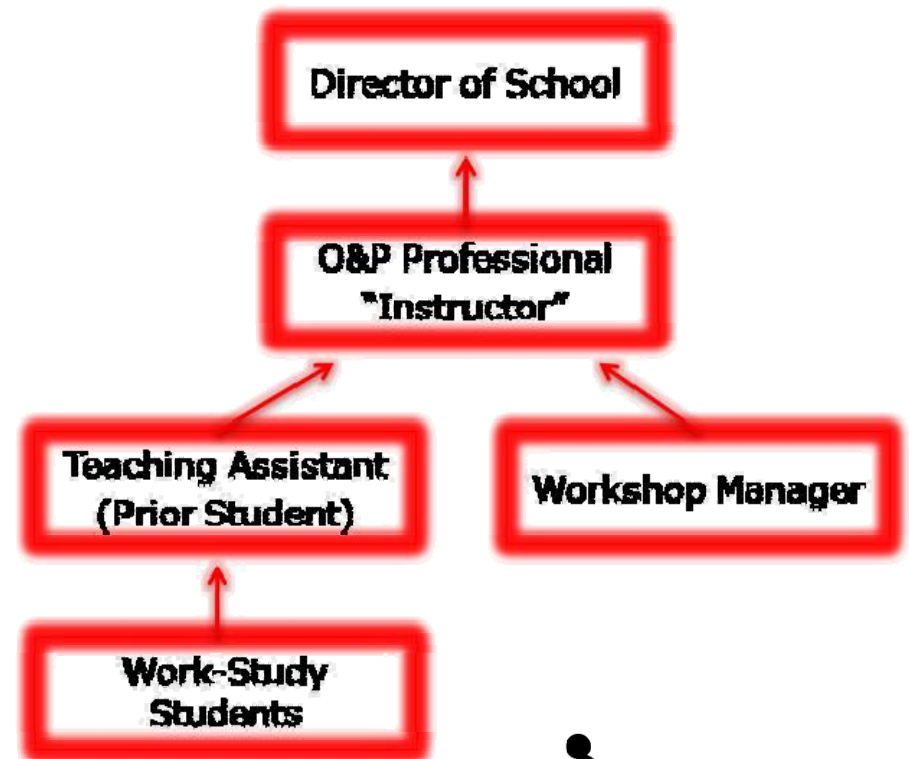 Director of School
O&P Professional
"Instructor"
Teaching Assistant
(Prior Student)
Workshop Manager
Work-Study
Students